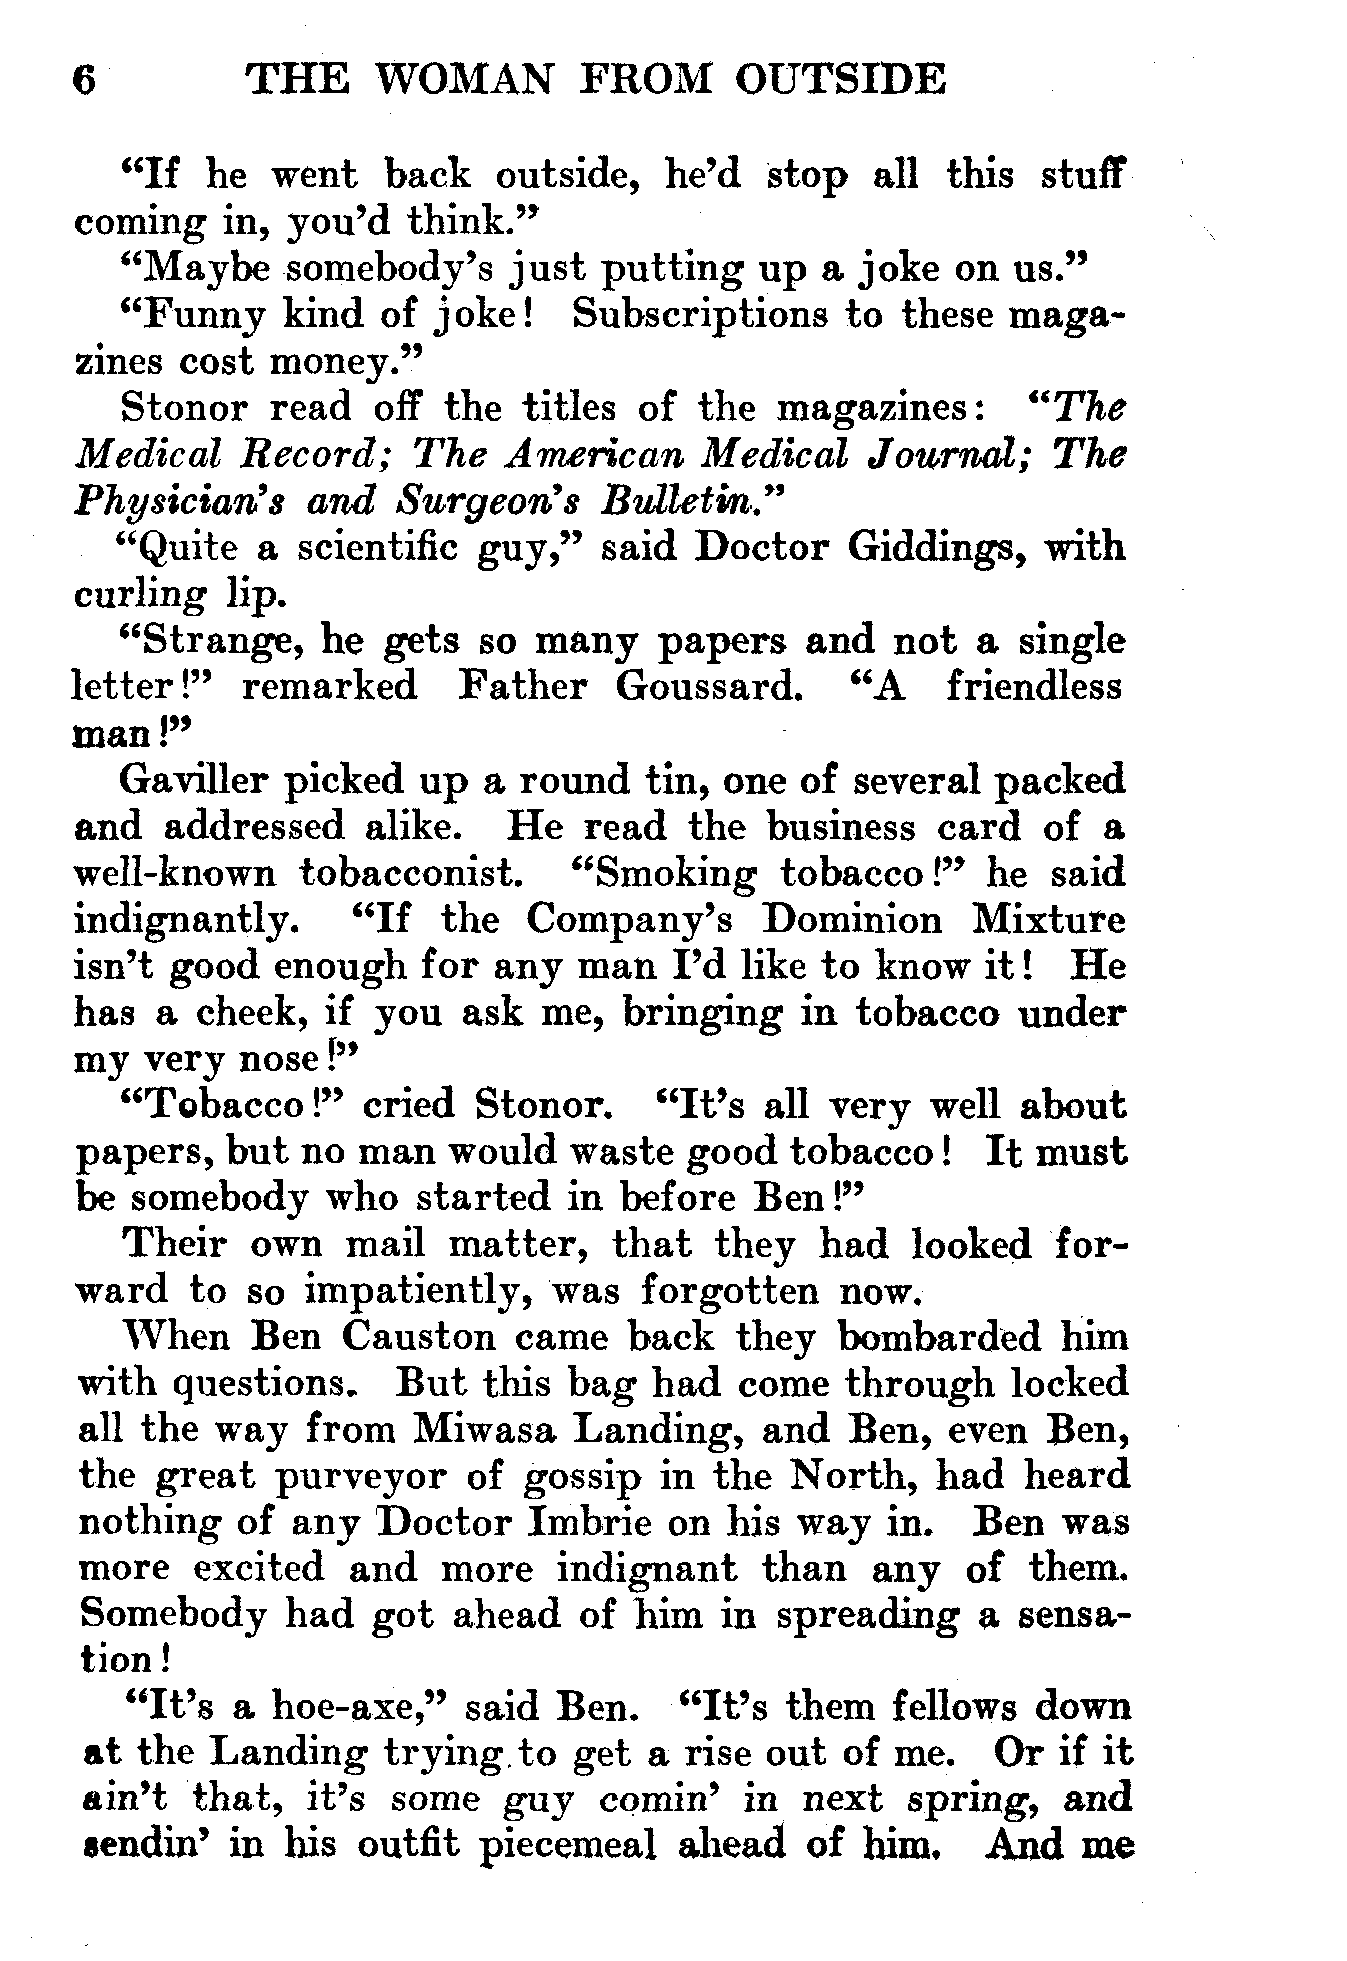 6 THE WOMAN FROM OUTSIDE
“If he went back outside, he’d stop all this stuff
coming in, you’d think.”
“Maybe somebody’s just putting up a joke on us.”
“Funny kind of joke! Subscriptions to these maga-
zines cost money.”
Stonor read off the titles of the magazines: “The
Medical Record; The American Medical Journal; The
Physician’s and Surgeon’s Bulletin.”
“Quite a scientific guy,” said Doctor Giddings, with
curling lip.
“Strange, he gets so many papers and not a single
letter!” remarked Father Goussard. “A friendless
man!”
Gaviller picked up a round tin, one of several packed
and addressed alike. He read the business card of a
well-known tobacconist. “Smoking tobacco!” he said
indignantly. “If the Company’s Dominion Mixture
isn’t good enough for any man I’d like to know it! He
has a cheek, if you ask me, bringing in tobacco under
my very nose!”
“Tobacco!” cried Stonor. “It’s all very well about
papers, but no man would waste good tobacco! It must
be somebody who started in before Ben!”
Their own mail matter, that they had looked for-
ward to so impatiently, was forgotten now.
When Ben Causton came back they bombarded him
with questions. But this bag had come through locked
all the way from Miwasa Landing, and Ben, even Ben,
the great purveyor of gossip in the North, had heard
nothing of any Doctor Imbrie on his way in. Ben was
more excited and more indignant than any of them.
Somebody had got ahead of him in spreading a sensa-
tion!
“It’s a hoe-axe,” said Ben. “It’s them fellows down
at the Landing trying to get a rise out of me. Or if it
ain’t that, it’s some guy comin’ in next spring, and
sendin’ in his outfit piecemeal ahead of him. And me